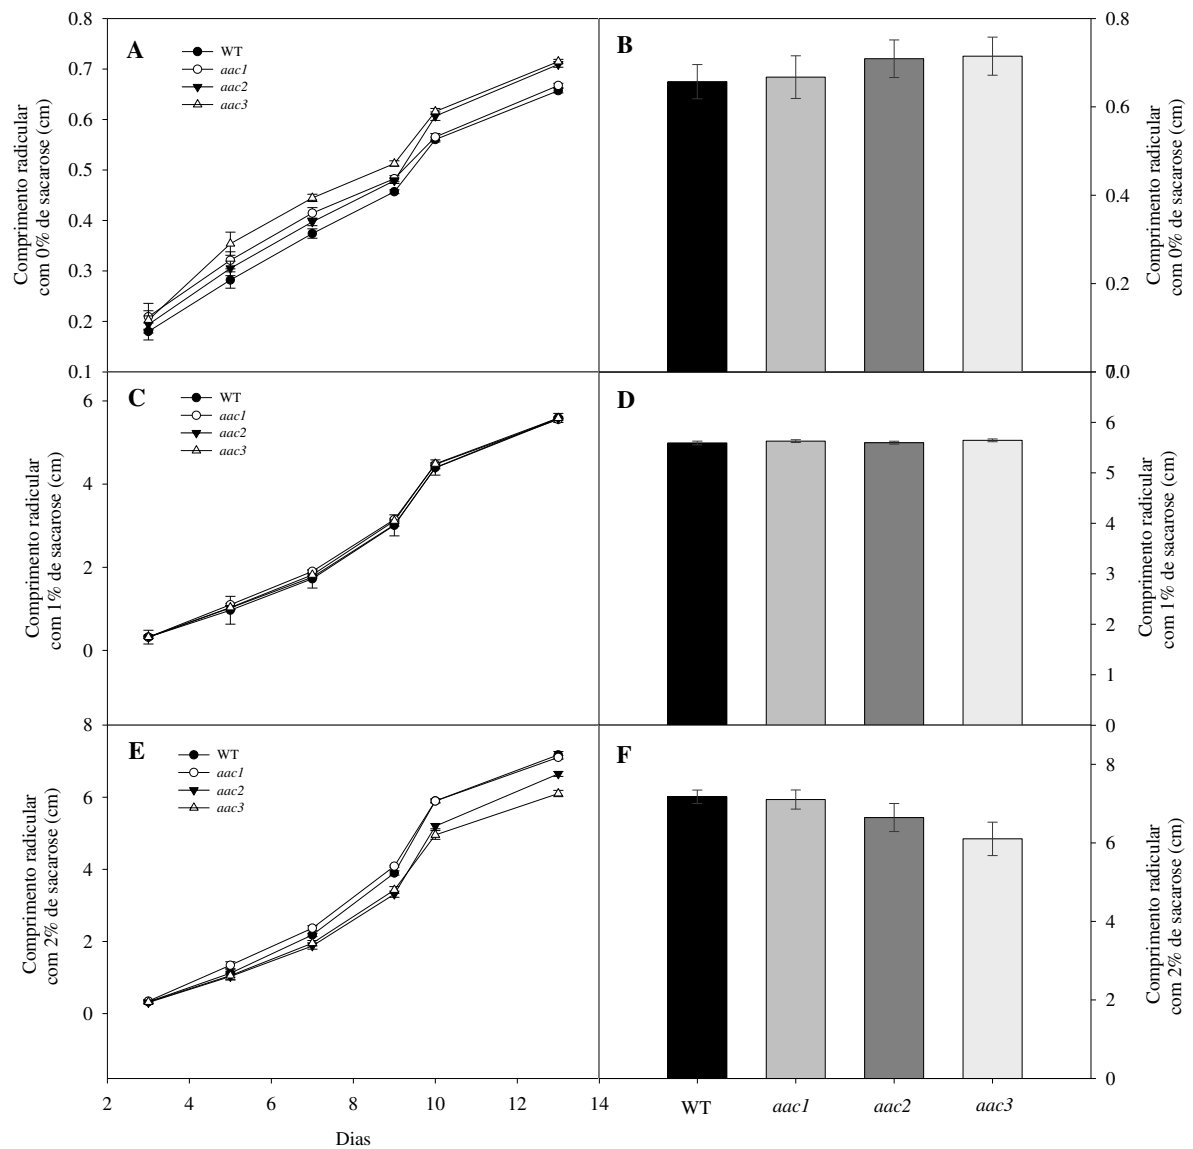 Comprimento radicular
com 0% de sacarose (cm)
0.8
0.7
0.6
0.5
0.4
0.3
0.2
0.1
A
WT
aac1
aac2
aac3
B
0.8
0.6
0.4
0.2
0.0
Comprimento radicular
com 0% de sacarose (cm)
Comprimento radicular
com 1% de sacarose (cm)
6
4
2
0
C
WT
aac1
aac2
aac3
D
7
6
5
4
3
2
1
0
Comprimento radicular
com 1% de sacarose (cm)
Comprimento radicular
com 2% de sacarose (cm)
8
6
4
2
0
E
WT
aac1
aac2
aac3
F
8
6
4
2
0
Comprimento radicular
com 2% de sacarose (cm)
2 4 6 8 10 12 14
Dias
WT aac1 aac2 aac3